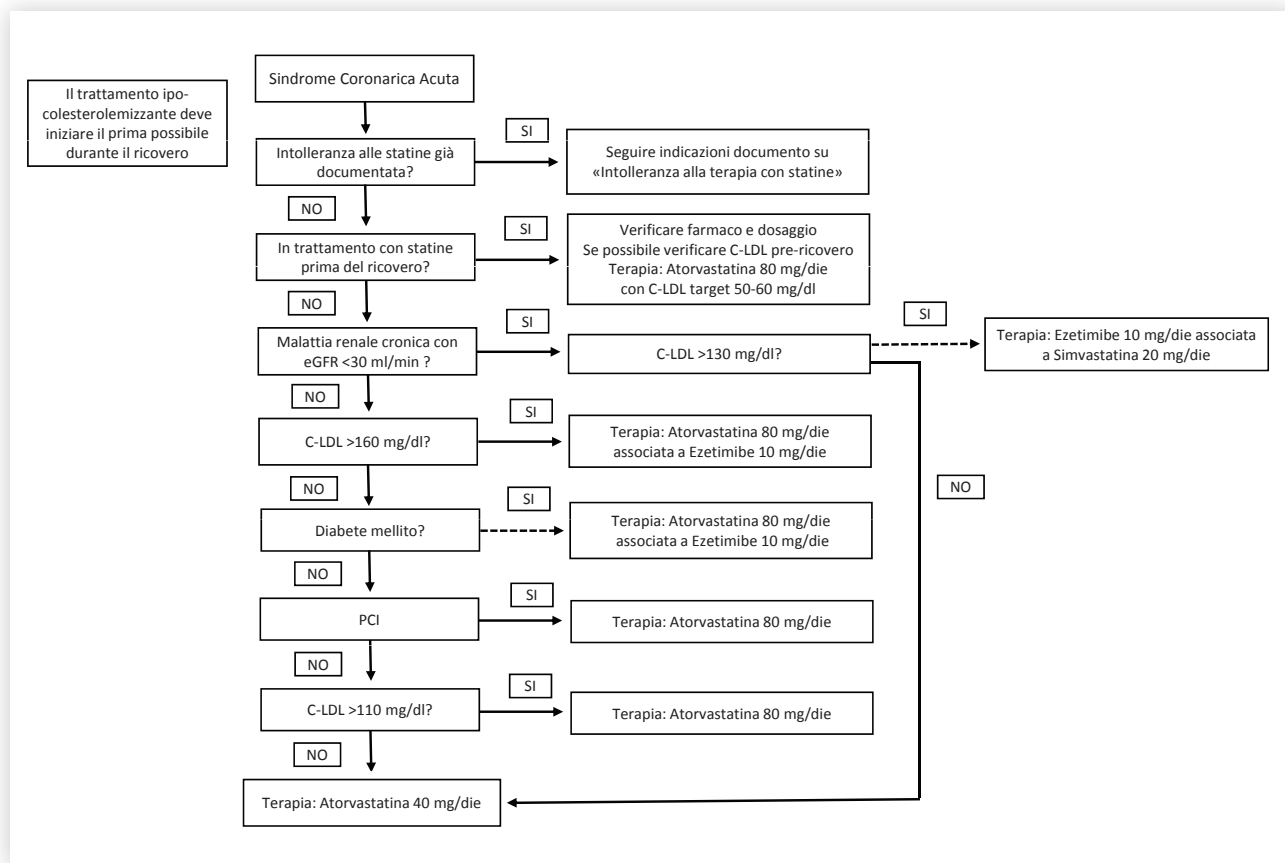 Sindrome Coronarica Acuta
Il trattamento ipo-
colesterolemizzante deve
iniziare il prima possibile
durante il ricovero
Intolleranza alle statine già
documentata?
SI
Seguire indicazioni documento su
«Intolleranza alla terapia con statine»
NO
In trattamento con statine
prima del ricovero?
SI
Verificare farmaco e dosaggio
Se possibile verificare C-LDL pre-ricovero
Terapia: Atorvastatina 80 mg/die
con C-LDL target 50-60 mg/dl
NO
Malattia renale cronica con
eGFR <30 ml/min ?
SI
C-LDL >130 mg/dl?
SI
Terapia: Ezetimibe 10 mg/die associata
a Simvastatina 20 mg/die
NO
NO
C-LDL >160 mg/dl?
SI
Terapia: Atorvastatina 80 mg/die
associata a Ezetimibe 10 mg/die
NO
Diabete mellito?
SI
Terapia: Atorvastatina 80 mg/die
associata a Ezetimibe 10 mg/die
NO
PCI
SI
Terapia: Atorvastatina 80 mg/die
NO
C-LDL >110 mg/dl?
SI
Terapia: Atorvastatina 80 mg/die
NO
Terapia: Atorvastatina 40 mg/die